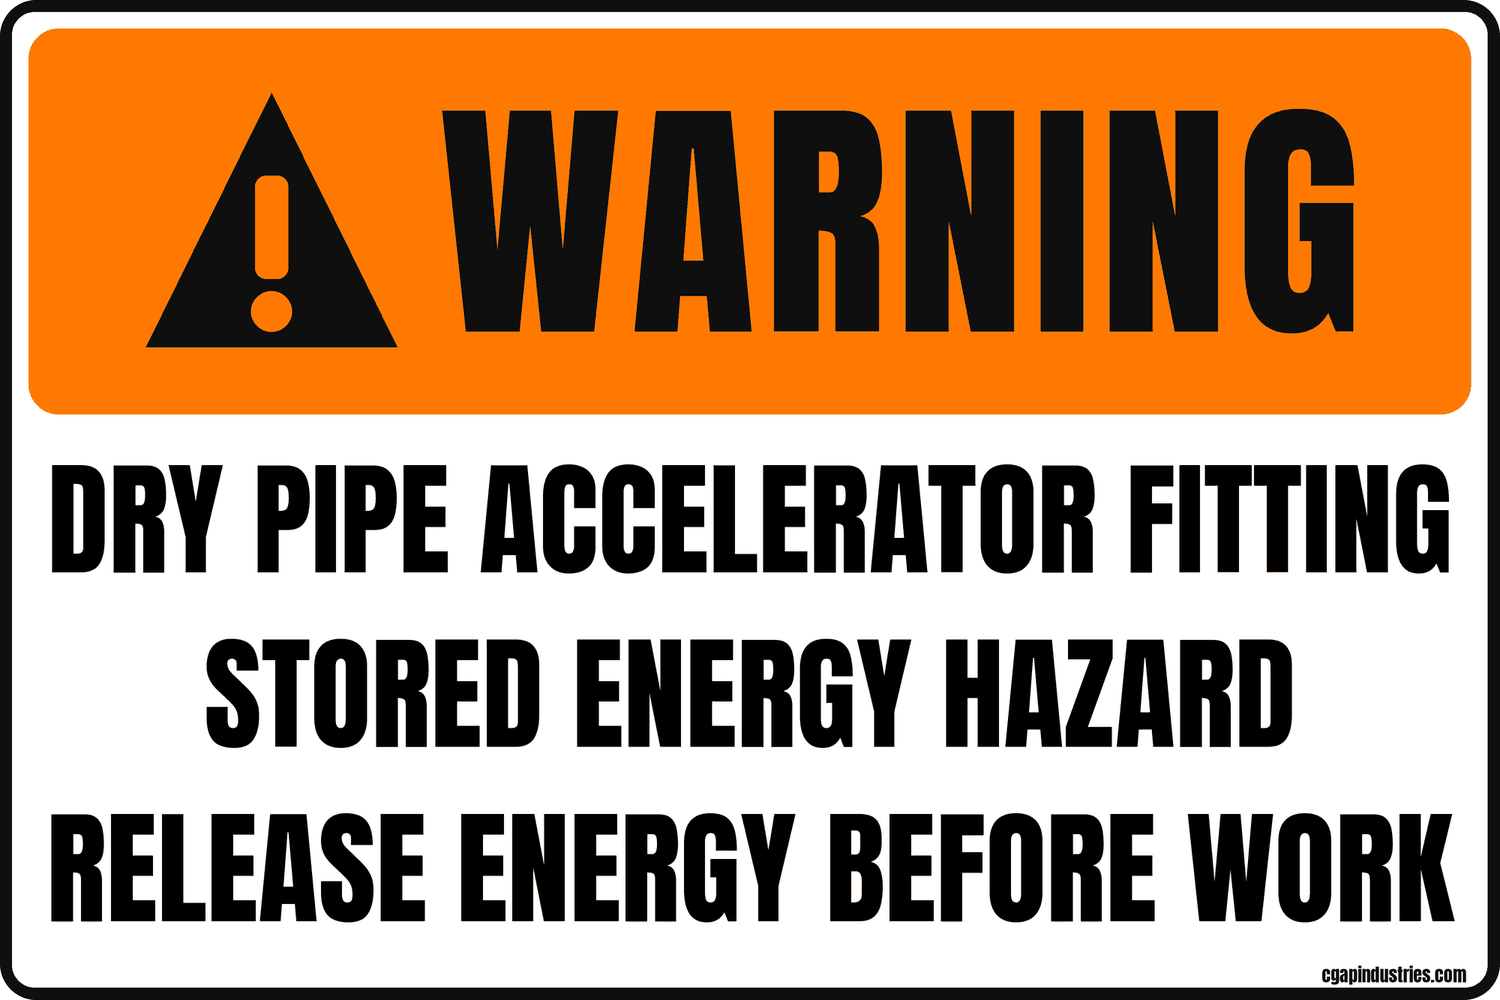 WARNING
DRY PIPE ACCELERATOR FITTING
STORED ENERGY HAZARD
RELEASE ENERGY BEFORE WORK
cgapindustries.com